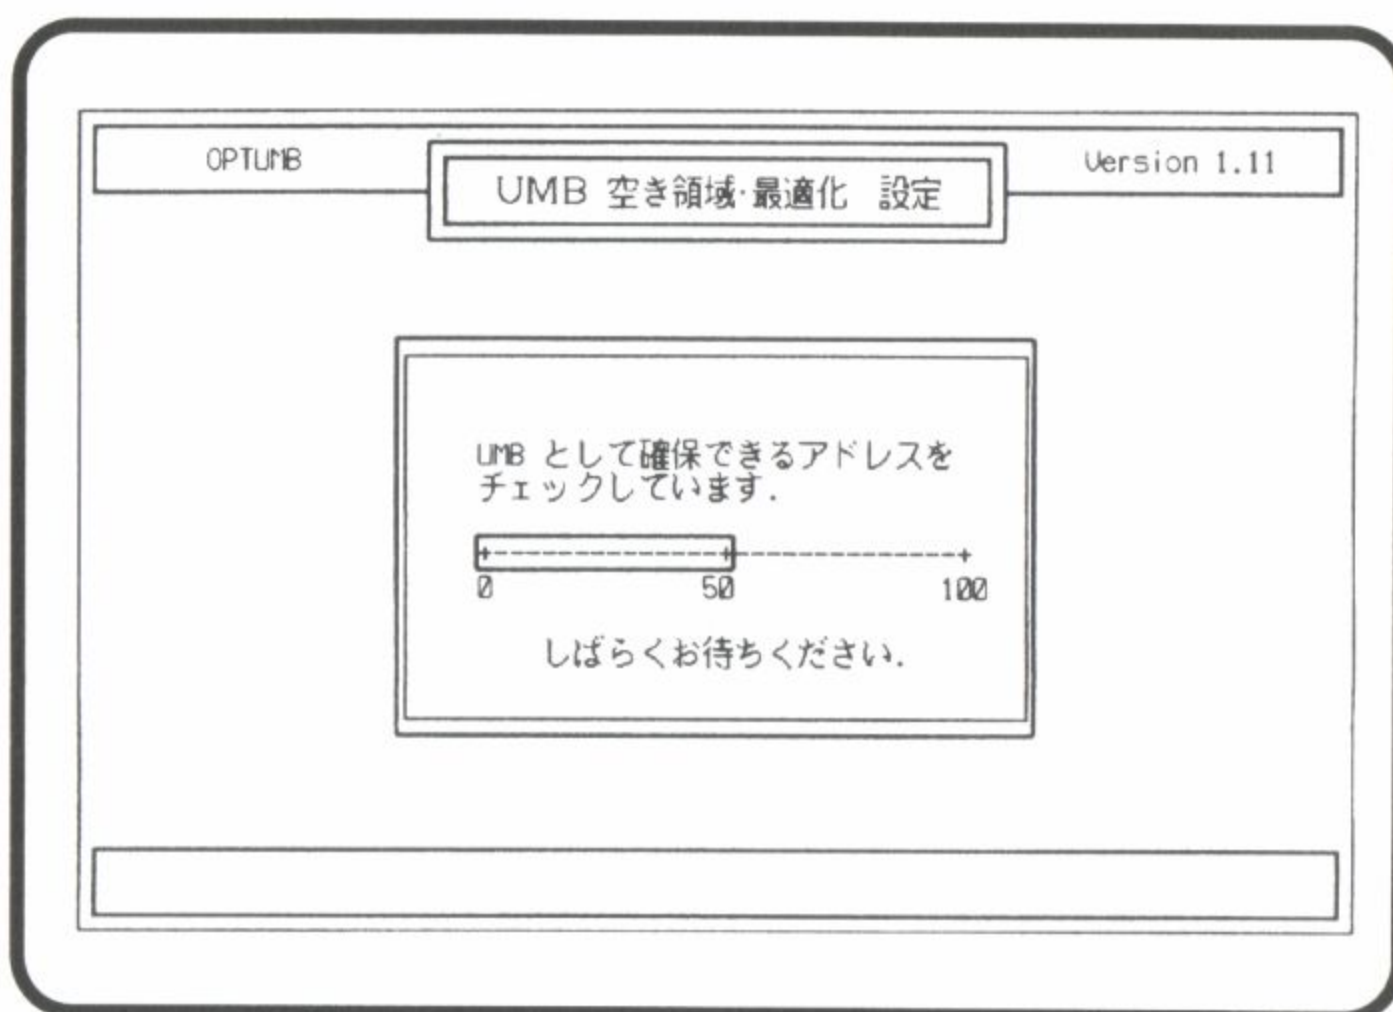 OPTUMB
UMB 空き領域・最適化 設定
Version 1.11
UMB として確保できるアドレスを
チェックしています.
+---------------+---------------+
0 50 100
しばらくお待ちください.